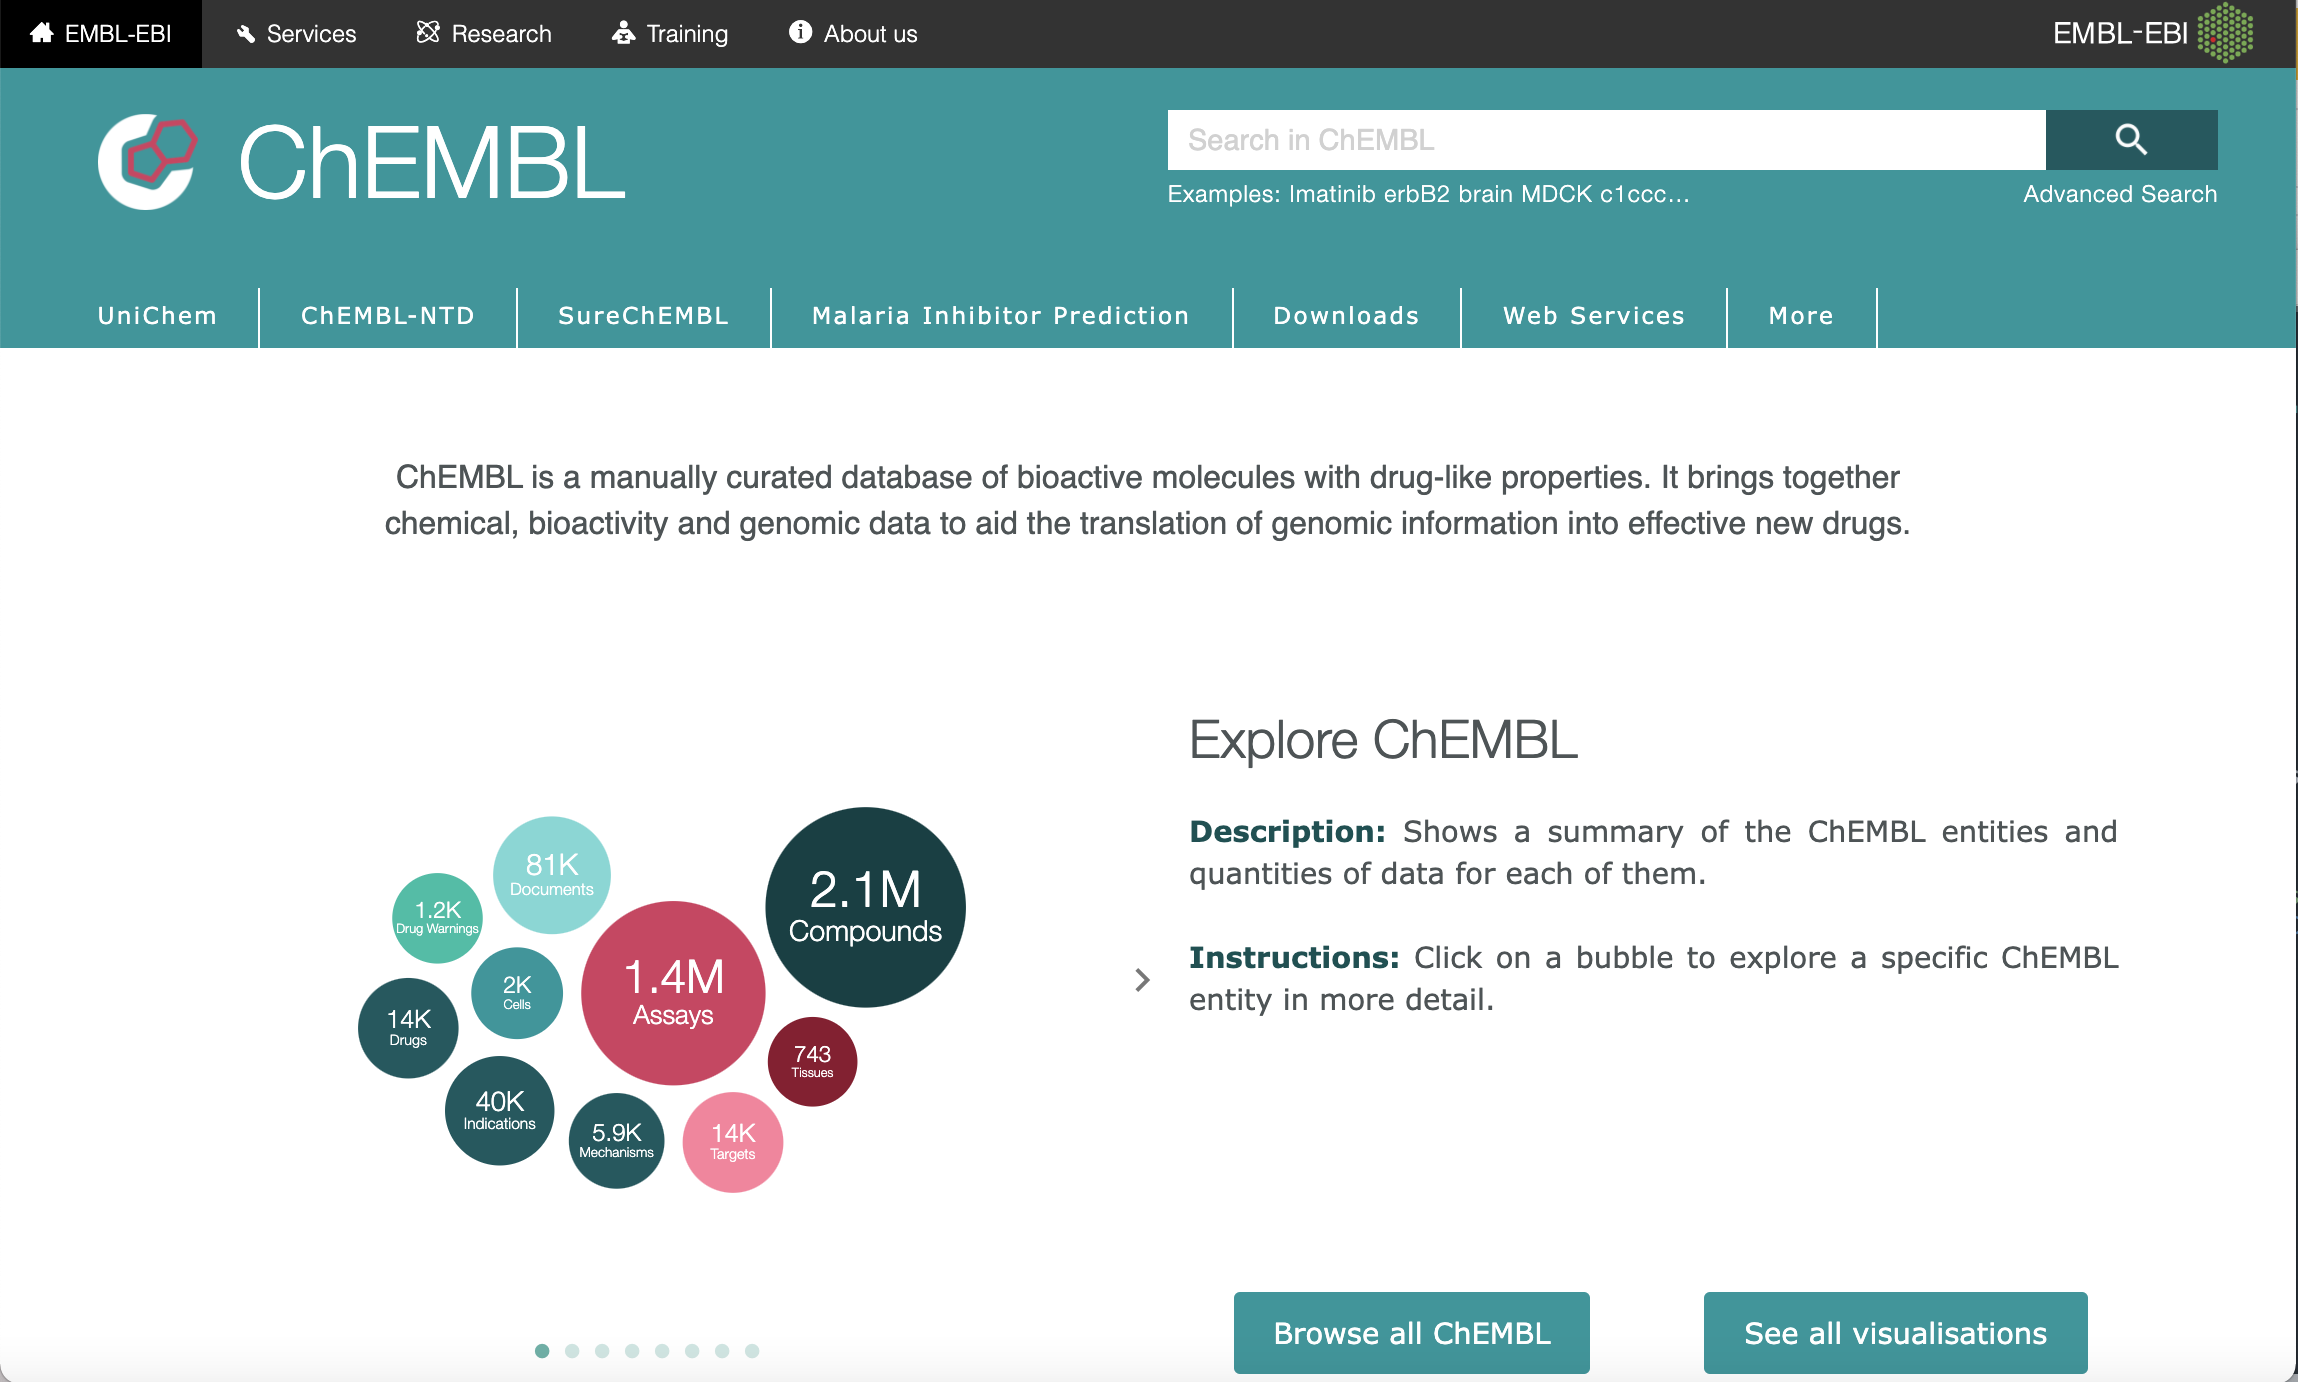 EMBL-EBI Services Research Training About us EMBL-EBI
ChEMBL
Search in ChEMBL
Examples: Imatinib erbB2 brain MDCK c1ccc... Advanced Search
UniChem ChEMBL-NTD SureChEMBL Malaria Inhibitor Prediction Downloads Web Services More
ChEMBL is a manually curated database of bioactive molecules with drug-like properties. It brings together
chemical, bioactivity and genomic data to aid the translation of genomic information into effective new drugs.
81K
Documents
1.2K
Drug Warnings
2.1M
Compounds
2K
Cells
1.4M
Assays
14K
Drugs
743
Tissues
40K
Indications
5.9K
Mechanisms
14K
Targets
Explore ChEMBL
Description: Shows a summary of the ChEMBL entities and
quantities of data for each of them.
Instructions: Click on a bubble to explore a specific ChEMBL
entity in more detail.
Browse all ChEMBL
See all visualisations